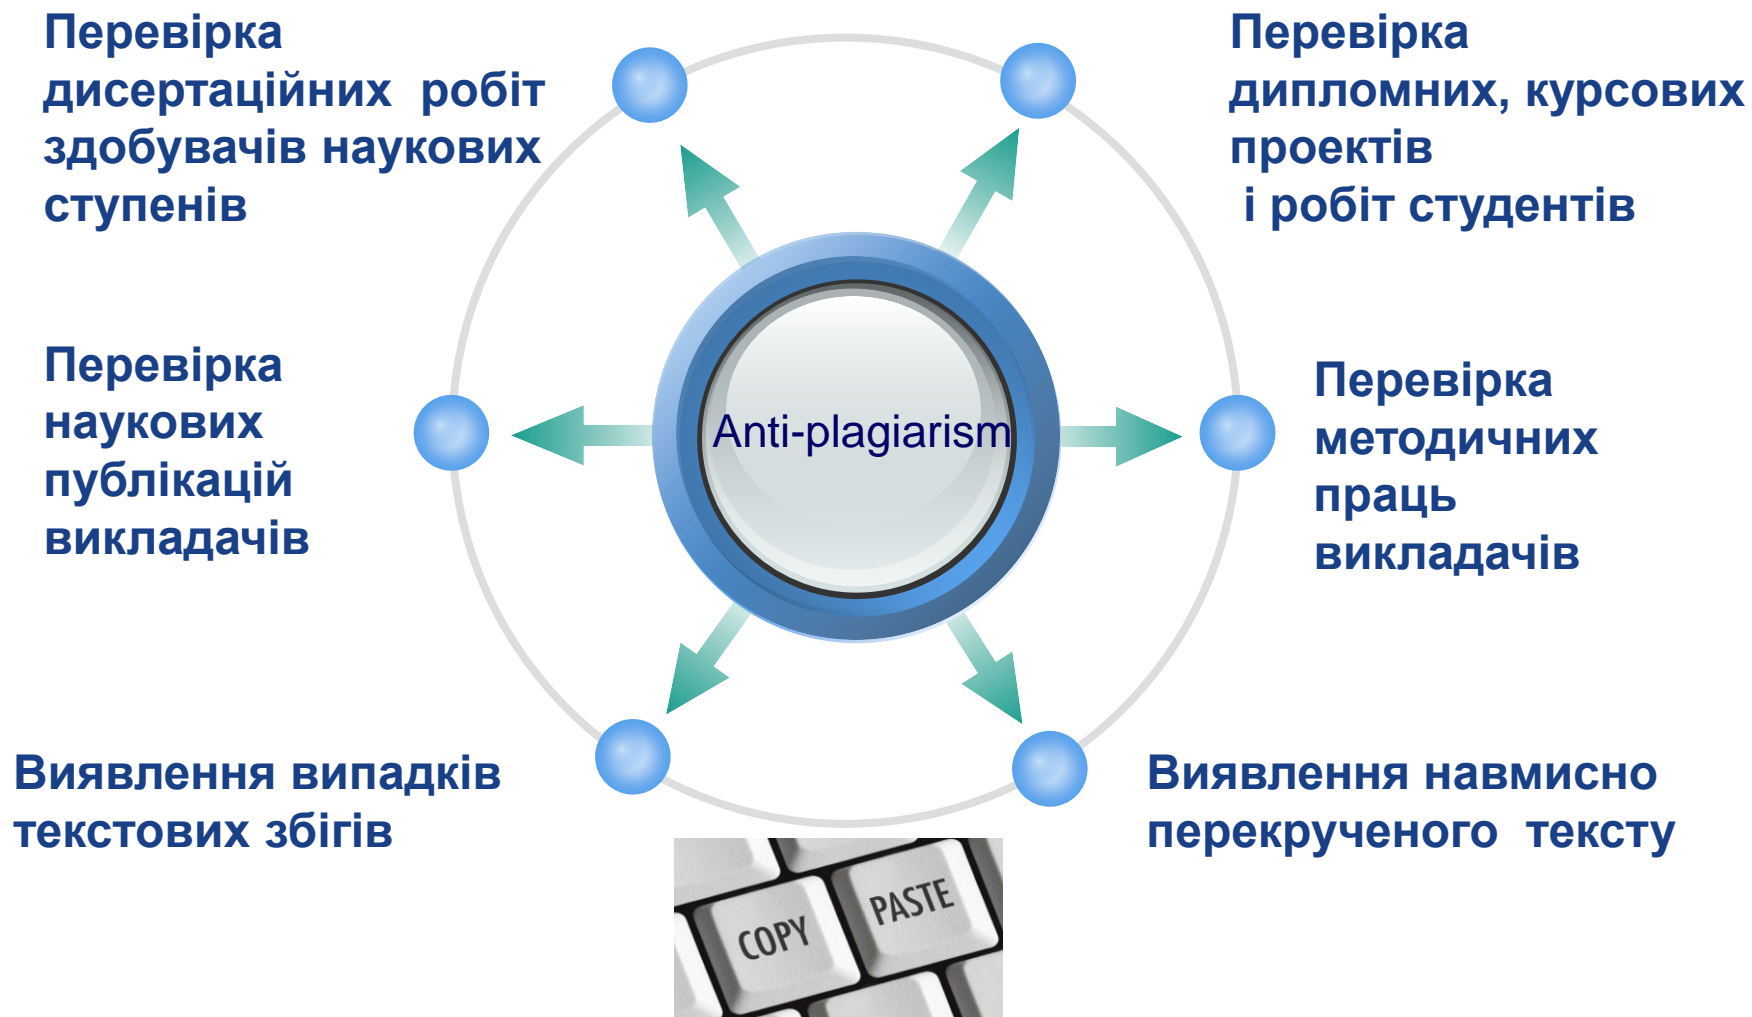 Перевірка
дисертаційних робіт
здобувачів наукових
ступенів
Перевірка
дипломних, курсових
проектів
і робіт студентів
Перевірка
наукових
публікацій
викладачів
Anti-plagiarism
Перевірка
методичних
праць
викладачів
Виявлення випадків
текстових збігів
Виявлення навмисно
перекрученого тексту
COPY
PASTE